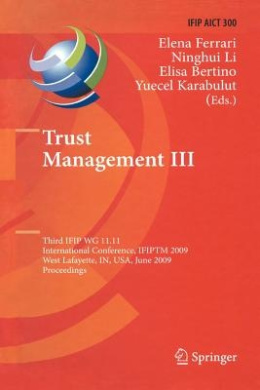 IFIP AICT 300
Elena Ferrari
Ninghui Li
Elisa Bertino
Yuecel Karabulut
(Eds.)
Trust
Management III
Third IFIP WG 11.11
International Conference, IFIPTM 2009
West Lafayette, IN, USA, June 2009
Proceedings
Springer